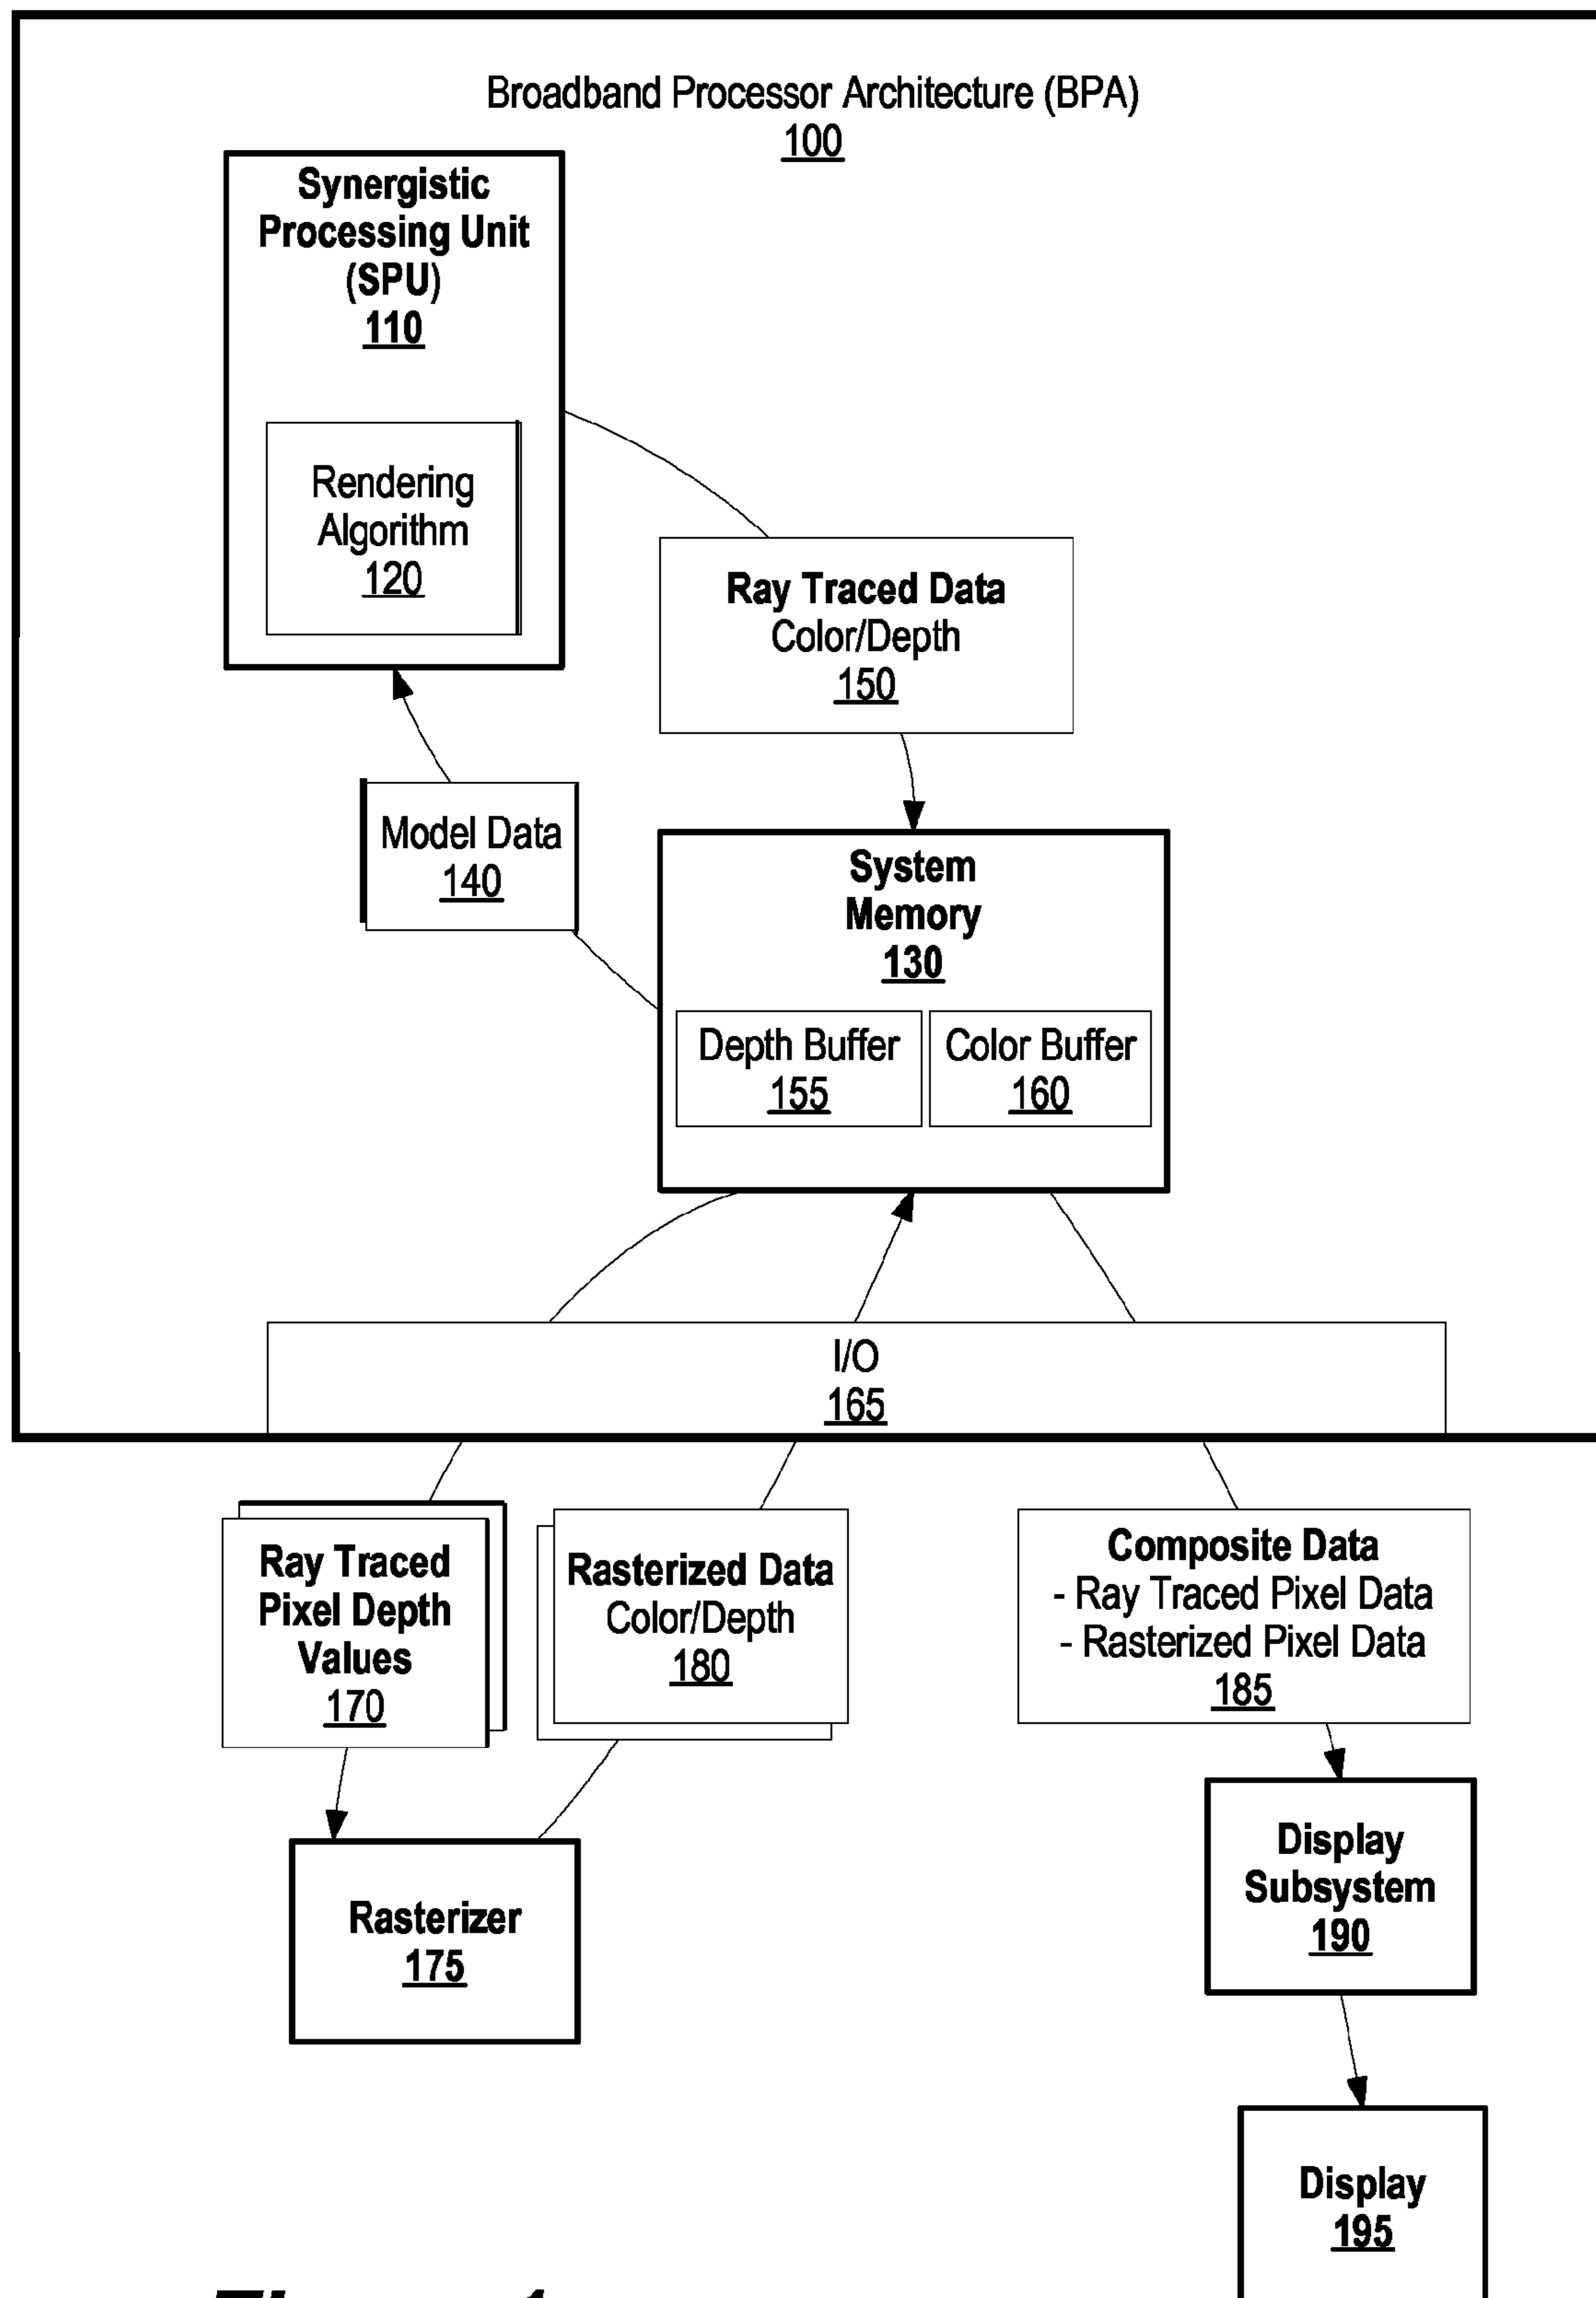 Broadband Processor Architecture (BPA)
100
Synergistic
Processing Unit
(SPU)
110
Rendering
Algorithm
120
Ray Traced Data
Color/Depth
150
Model Data
140
System
Memory
130
Depth Buffer
155
Color Buffer
160
I/O
165
Ray Traced
Pixel Depth
Values
170
Rasterized Data
Color/Depth
180
Composite Data
- Ray Traced Pixel Data
- Rasterized Pixel Data
185
Rasterizer
175
Display
Subsystem
190
Display
195